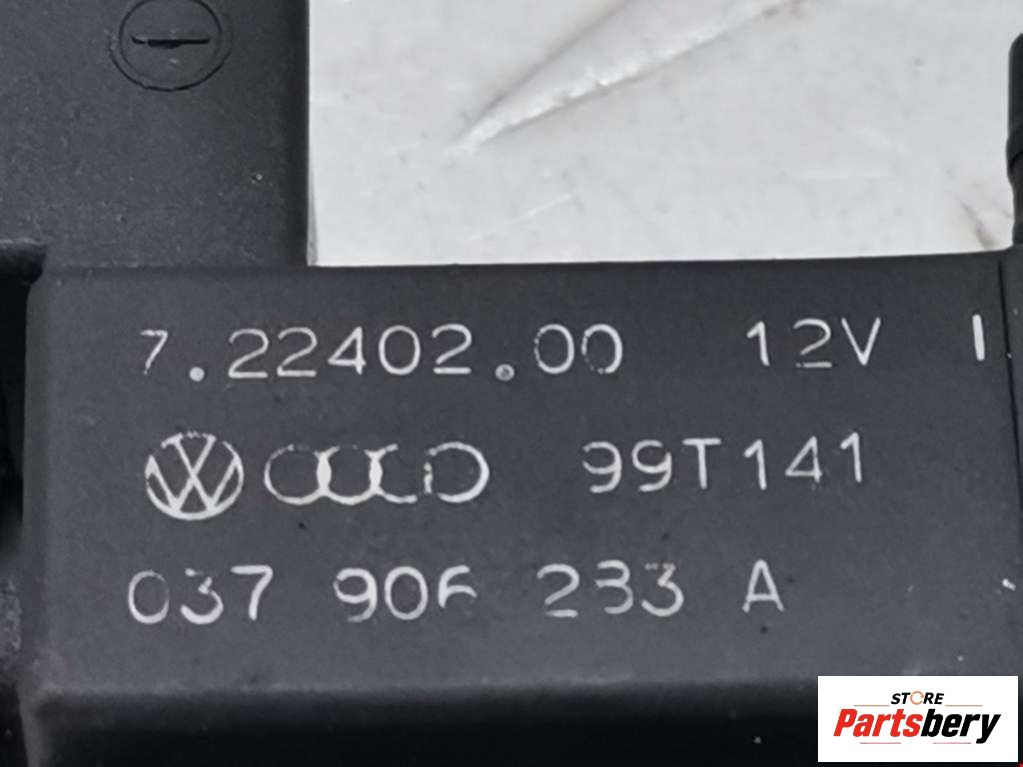 7.22402.00 12V
99T141
037 906 283 A
STORE
Partsbery